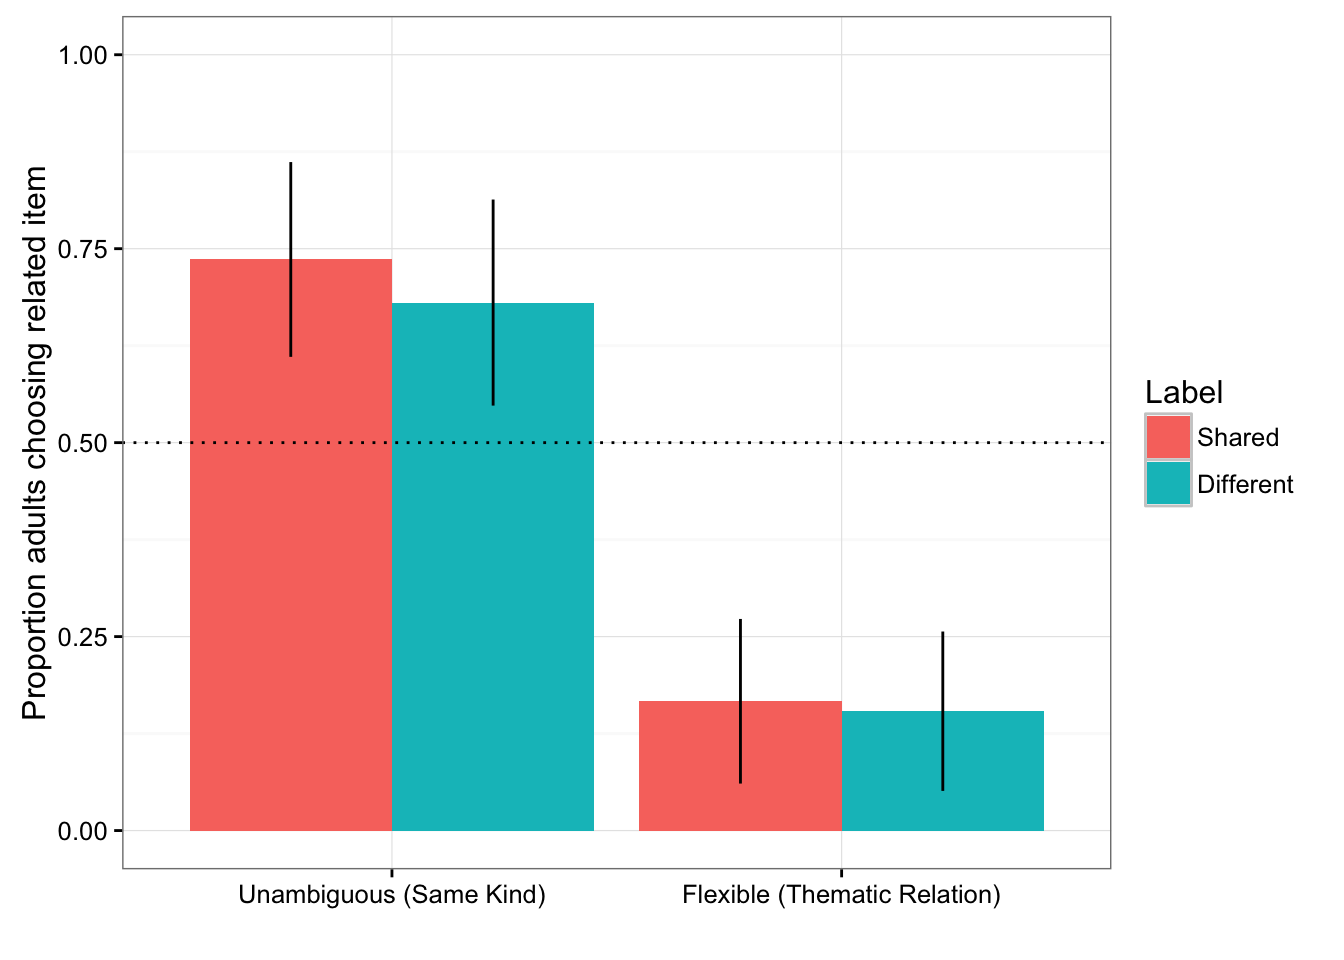 Proportion adults choosing related item
1.00
0.75
0.50
0.25
0.00
Unambiguous (Same Kind)
Flexible (Thematic Relation)
Label
Shared
Different